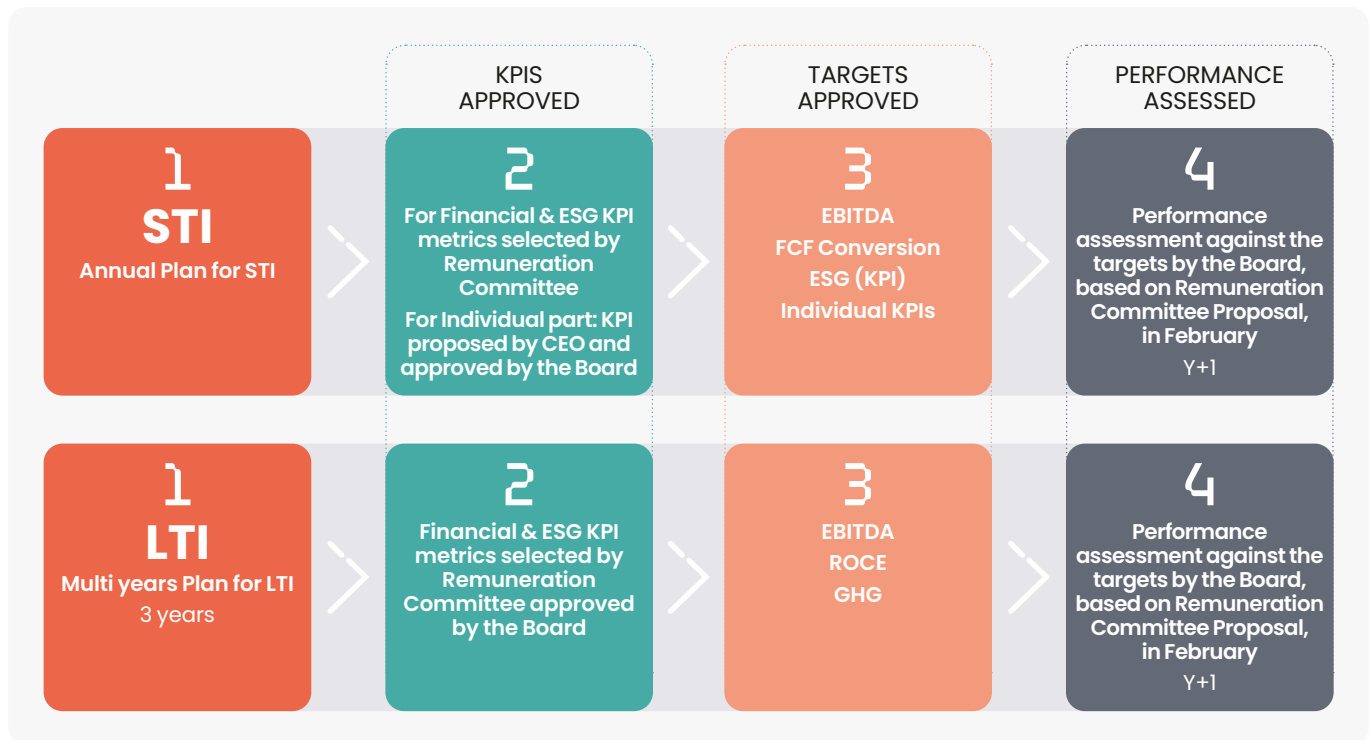 KPIS
APPROVED
TARGETS
APPROVED
PERFORMANCE
ASSESSED
1
STI
Annual Plan for STI
2
For Financial & ESG KPI
metrics selected by
Remuneration
Committee
For Individual part: KPI
proposed by CEO and
approved by the Board
3
EBITDA
FCF Conversion
ESG (KPI)
Individual KPIs
4
Performance
assessment against the
targets by the Board,
based on Remuneration
Committee Proposal,
in February
Y+1
1
LTI
Multi years Plan for LTI
3 years
2
Financial & ESG KPI
metrics selected by
Remuneration
Committee approved
by the Board
3
EBITDA
ROCE
GHG
4
Performance
assessment against the
targets by the Board,
based on Remuneration
Committee Proposal,
in February
Y+1